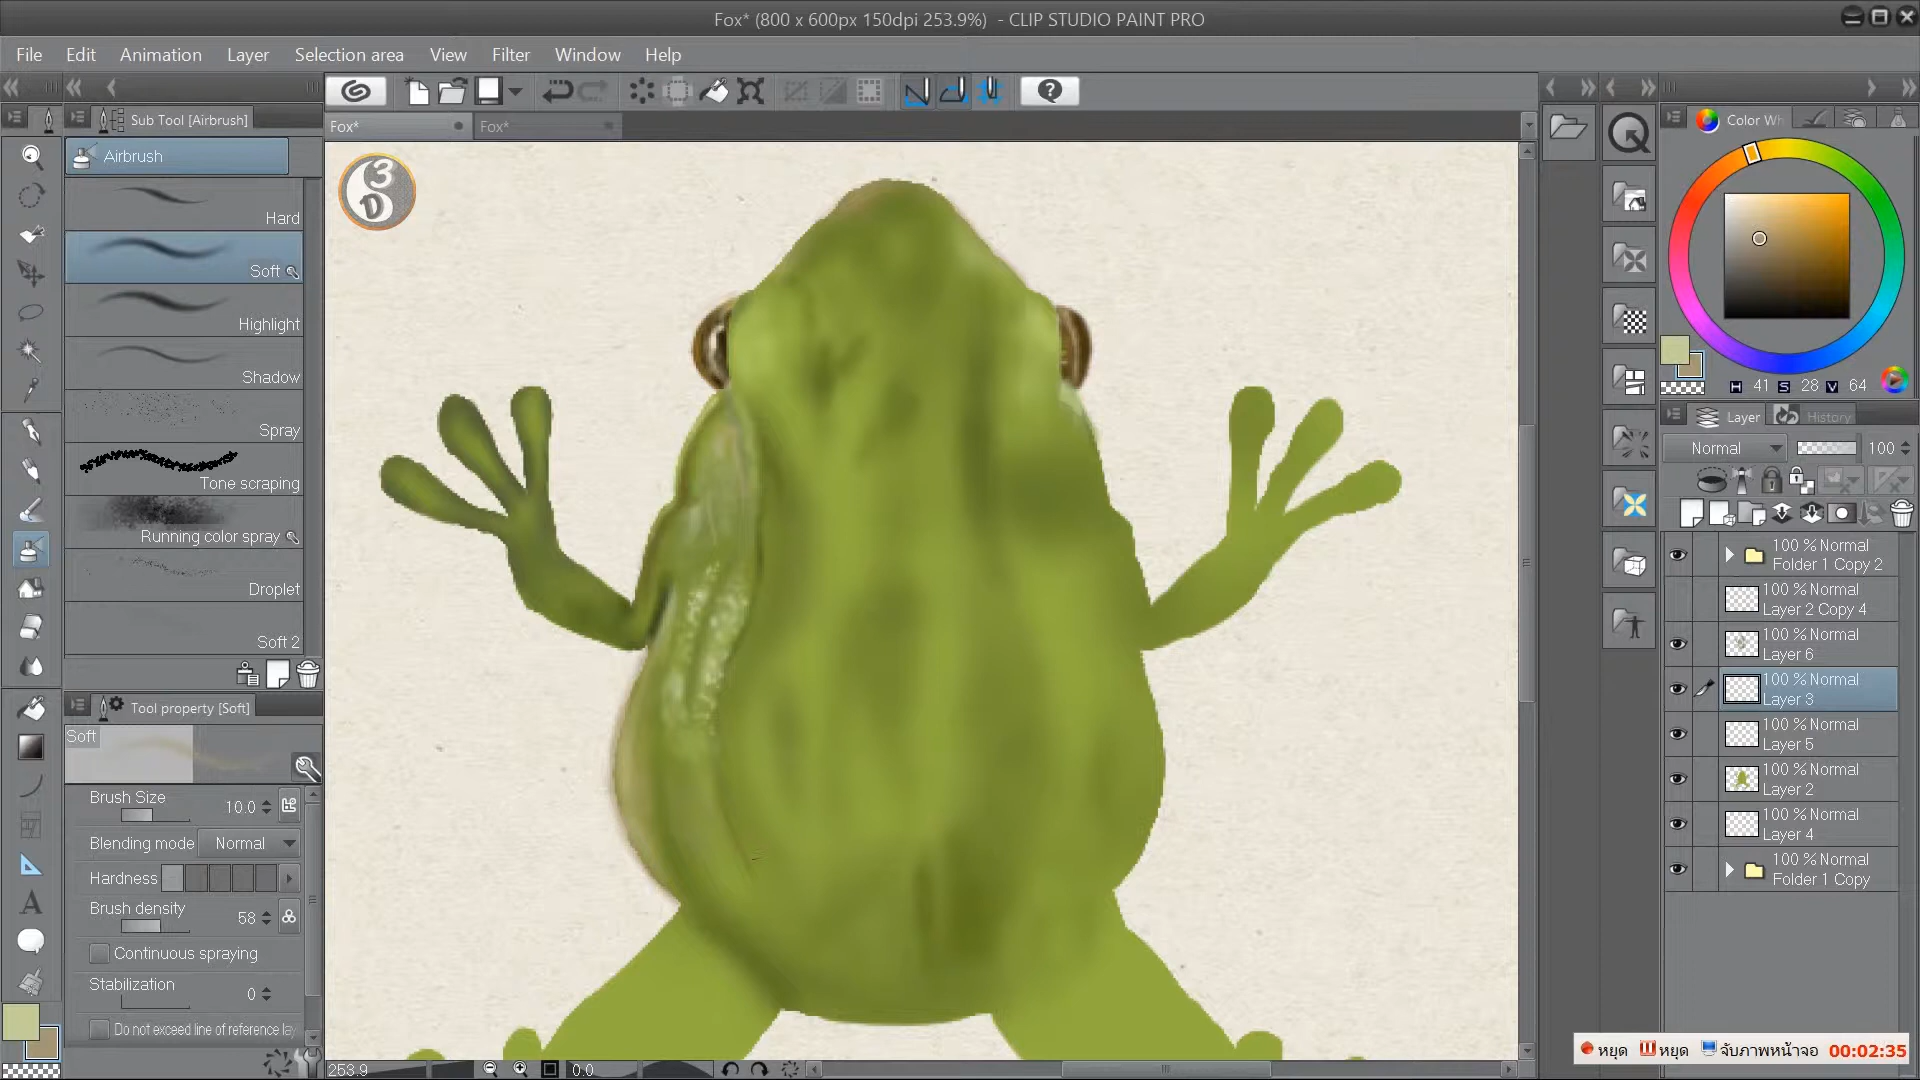 Fox* (800 x 600px 150dpi 253.9%) - CLIP STUDIO PAINT PRO
File Edit Animation Layer Selection area View Filter Window Help
Sub Tool [Airbrush]
Fox* Fox*
Color Wh
Airbrush
3
D
Hard
Soft
Highlight
Shadow
Spray
Tone scraping
Running color spray
Droplet
Soft 2
H 41 S 28 V 64
Layer History
Normal 100
100 % Normal
Folder 1 Copy 2
100 % Normal
Layer 2 Copy 4
100 % Normal
Layer 6
100 % Normal
Layer 3
100 % Normal
Layer 5
100 % Normal
Layer 2
100 % Normal
Layer 4
100 % Normal
Folder 1 Copy
Tool property [Soft]
Soft
Brush Size 10.0
Blending mode Normal
Hardness
Brush density 58
Continuous spraying
Stabilization 0
Do not exceed line of reference lay
253.9 0.0
หยุด หยุด จับภาพหน้าจอ 00:02:35